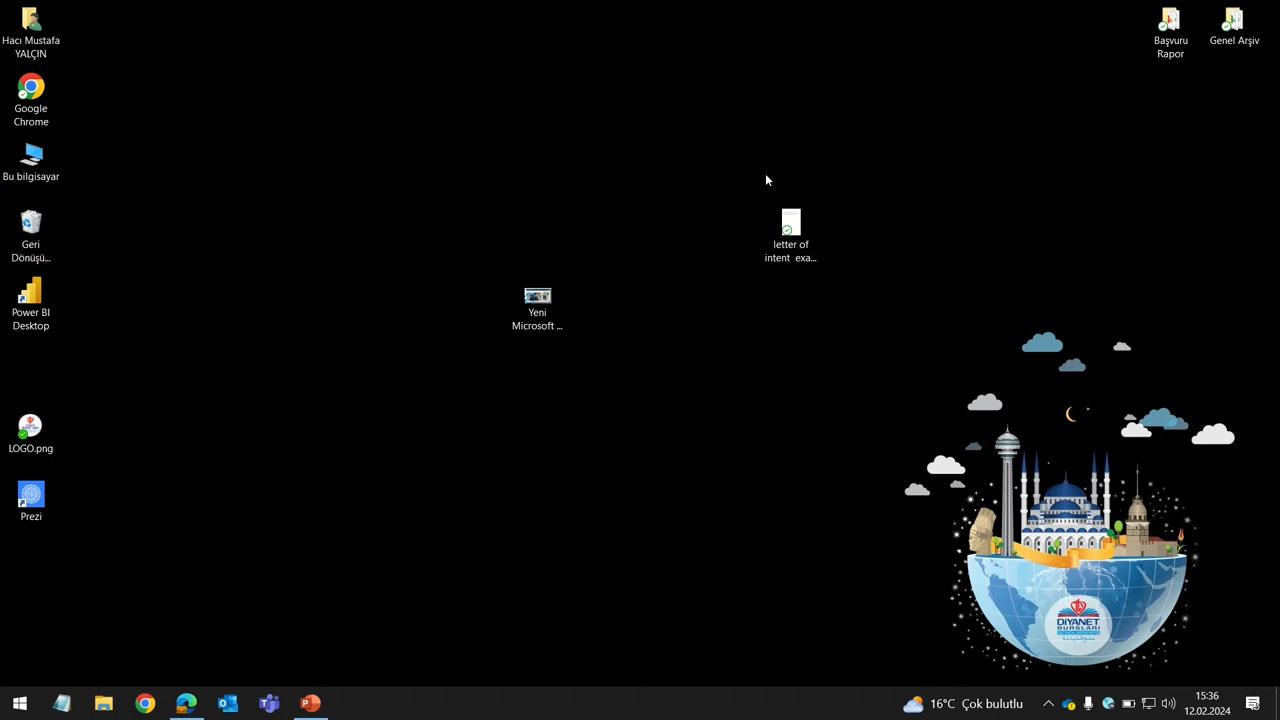 Hacı Mustafa
YALÇIN
Google
Chrome
Bu bilgisayar
Geri
Dönüşü...
Power BI
Desktop
LOGO.png
Prezi
Yeni
Microsoft ...
letter of
intent exa...
Başvuru
Rapor
Genel Arşiv
DİYANET
BURSLARI
16°C Çok bulutlu
15:36
12.02.2024